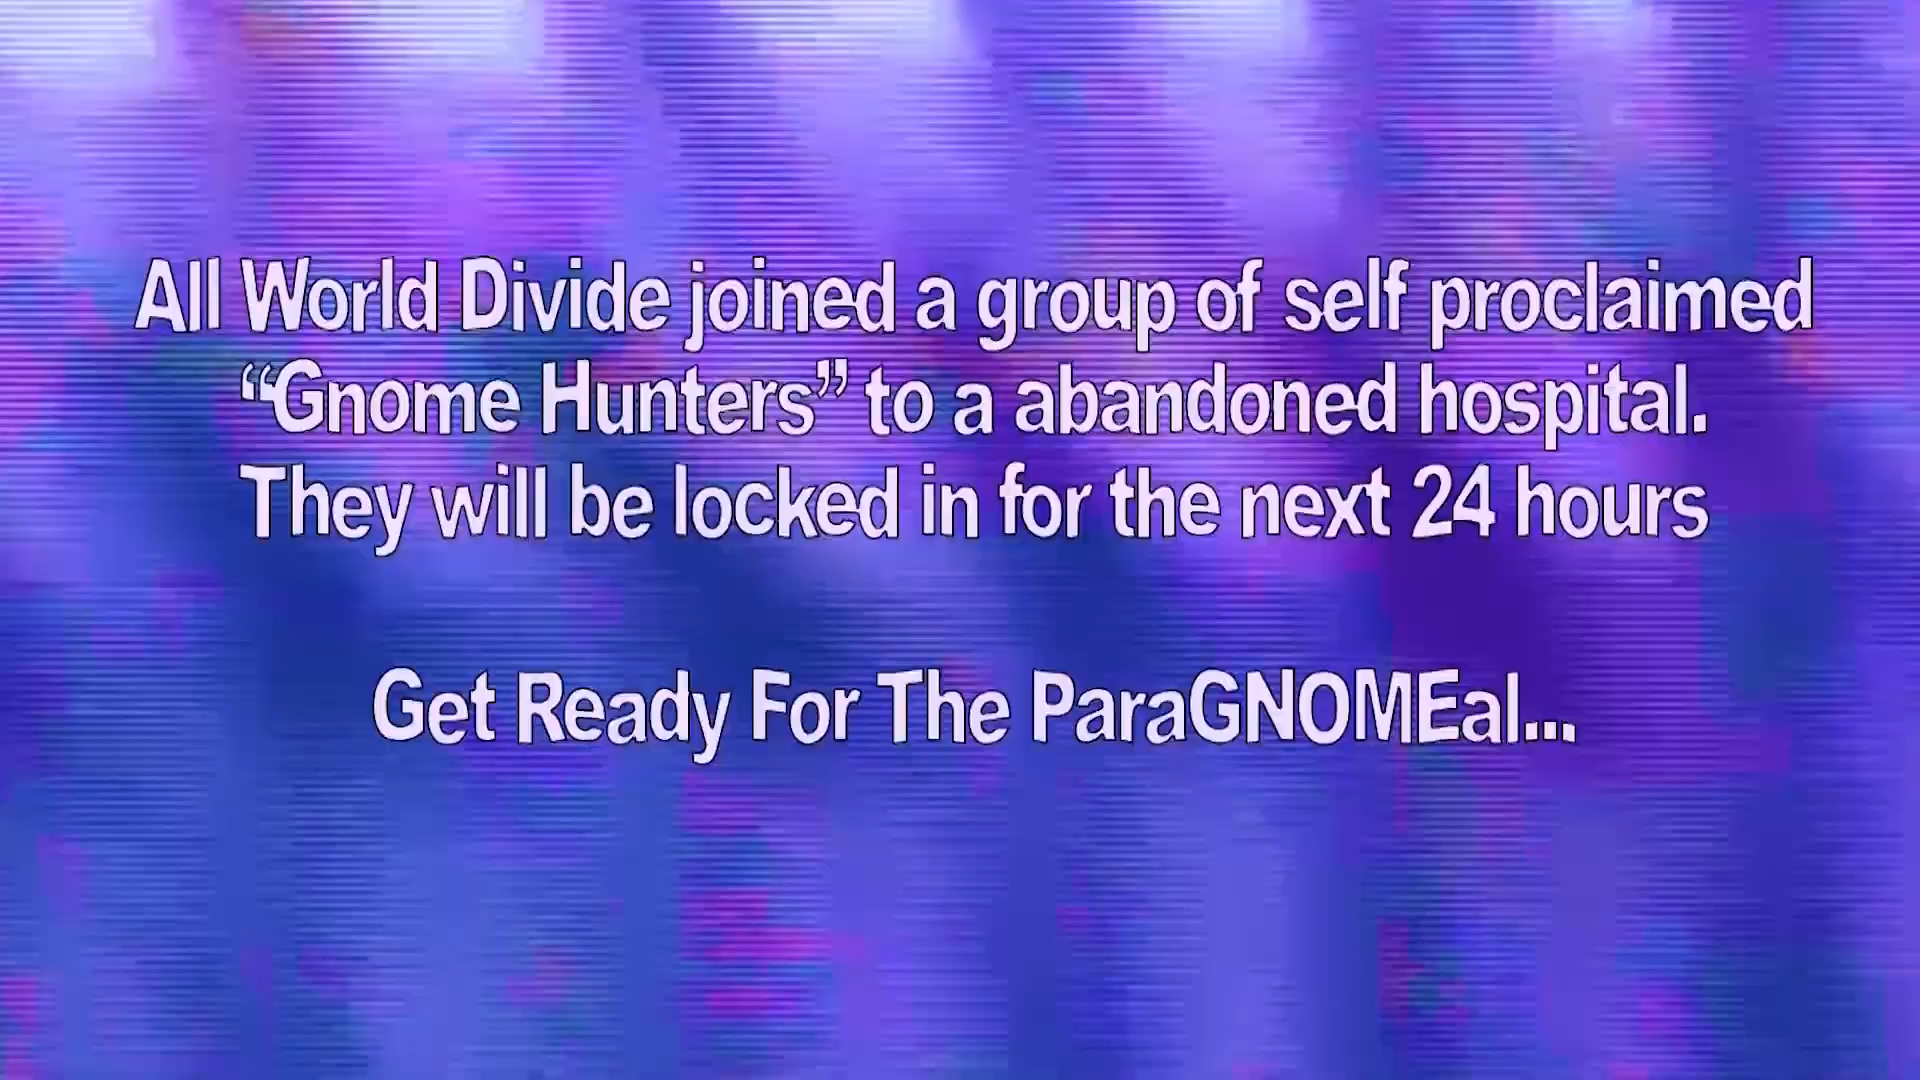 All World Divide joined a group of self proclaimed
“Gnome Hunters” to a abandoned hospital.
They will be locked in for the next 24 hours
Get Ready For The ParaGNOMEal...